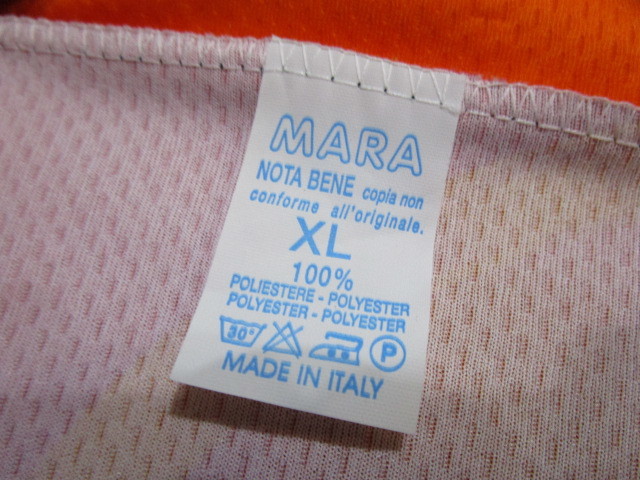 MARA
NOTA BENE copia non
conforme all'originale.
XL
100%
POLIESTERE - POLYESTER
POLYESTER - POLYESTER
30° P
MADE IN ITALY